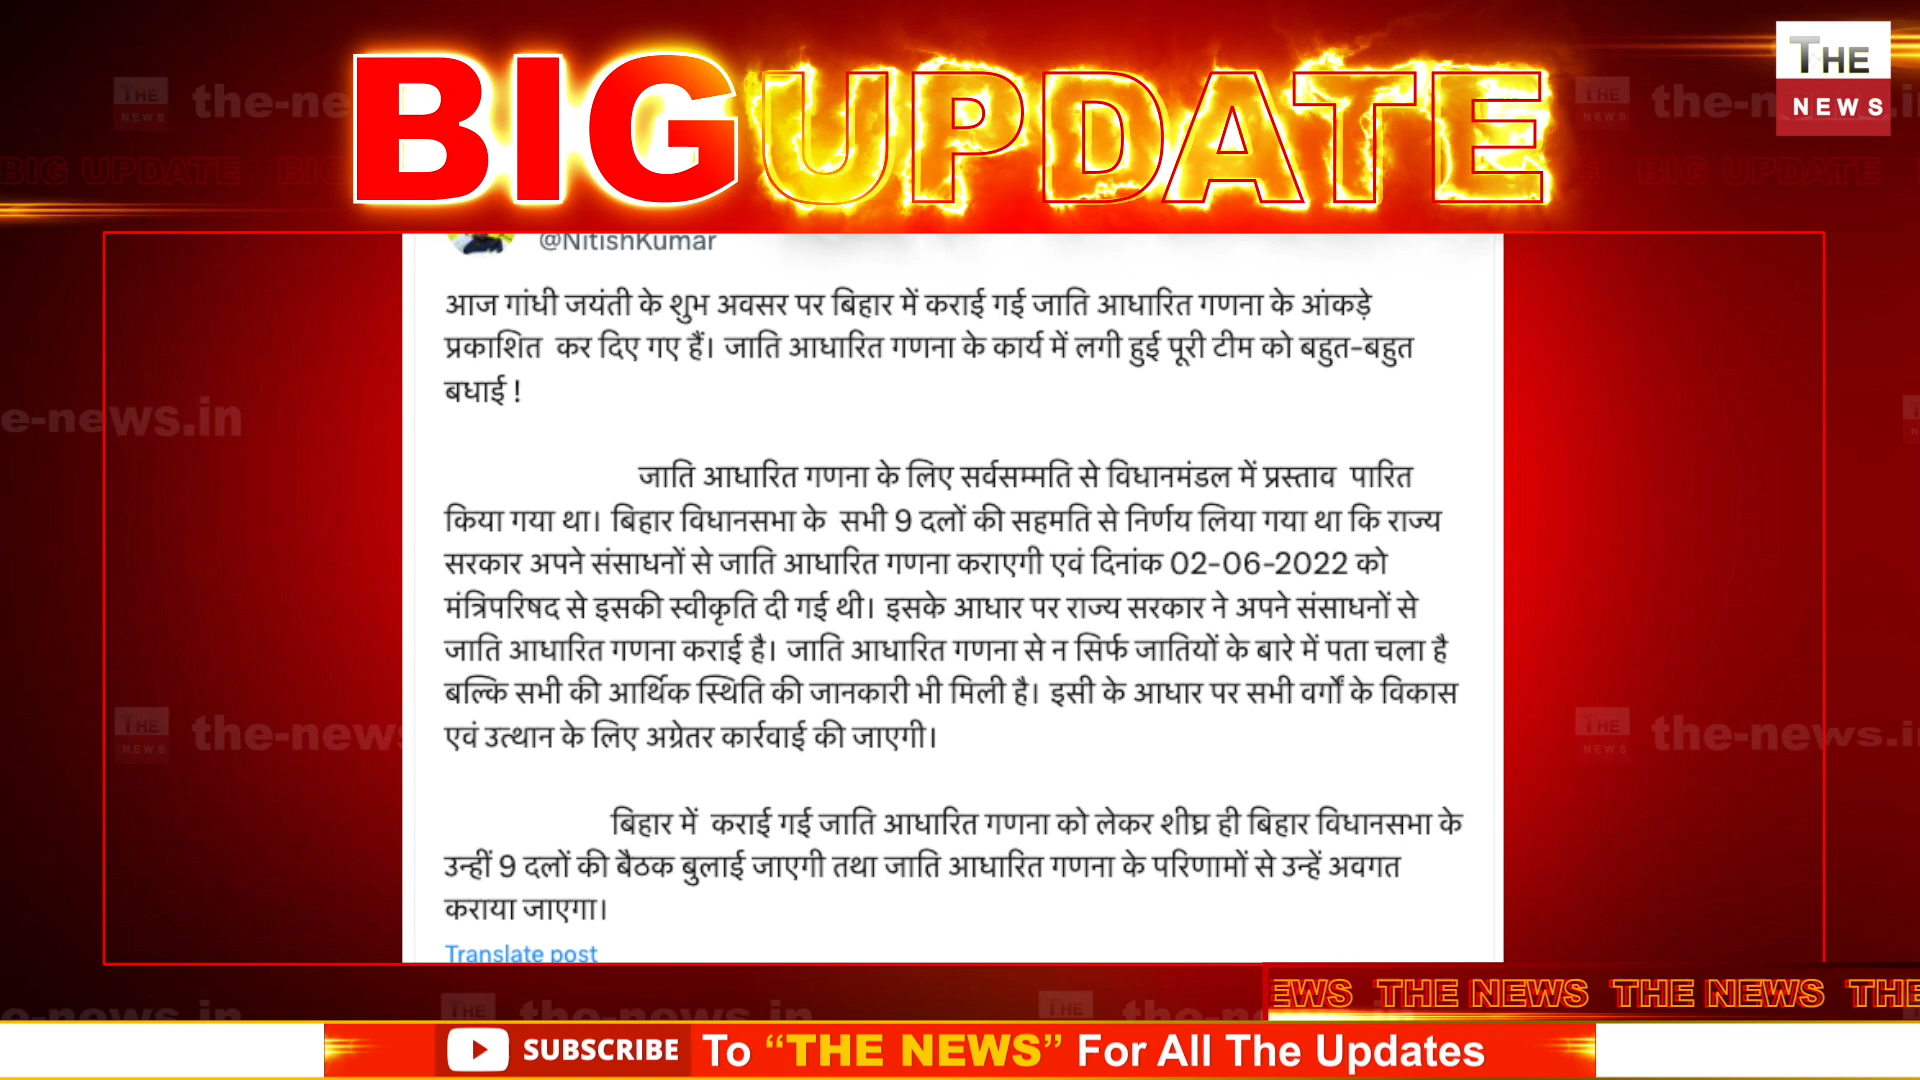 BIG UPDATE
THE
NEWS
@NitishKumar
आज गांधी जयंती के शुभ अवसर पर बिहार में कराई गई जाति आधारित गणना के आंकड़े
प्रकाशित कर दिए गए हैं। जाति आधारित गणना के कार्य में लगी हुई पूरी टीम को बहुत-बहुत
बधाई !
जाति आधारित गणना के लिए सर्वसम्मति से विधानमंडल में प्रस्ताव पारित
किया गया था। बिहार विधानसभा के सभी 9 दलों की सहमति से निर्णय लिया गया था कि राज्य
सरकार अपने संसाधनों से जाति आधारित गणना कराएगी एवं दिनांक 02-06-2022 को
मंत्रिपरिषद से इसकी स्वीकृति दी गई थी। इसके आधार पर राज्य सरकार ने अपने संसाधनों से
जाति आधारित गणना कराई है। जाति आधारित गणना से न सिर्फ जातियों के बारे में पता चला है
बल्कि सभी की आर्थिक स्थिति की जानकारी भी मिली है। इसी के आधार पर सभी वर्गों के विकास
एवं उत्थान के लिए अग्रेतर कार्रवाई की जाएगी।
बिहार में कराई गई जाति आधारित गणना को लेकर शीघ्र ही बिहार विधानसभा के
उन्हीं 9 दलों की बैठक बुलाई जाएगी तथा जाति आधारित गणना के परिणामों से उन्हें अवगत
कराया जाएगा।
Translate post
EWS THE NEWS THE NEWS THE
SUBSCRIBE To “THE NEWS” For All The Updates